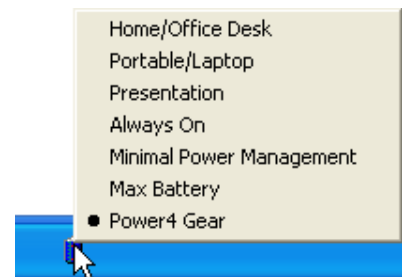 Home/Office Desk
Portable/Laptop
Presentation
Always On
Minimal Power Management
Max Battery
Power4 Gear